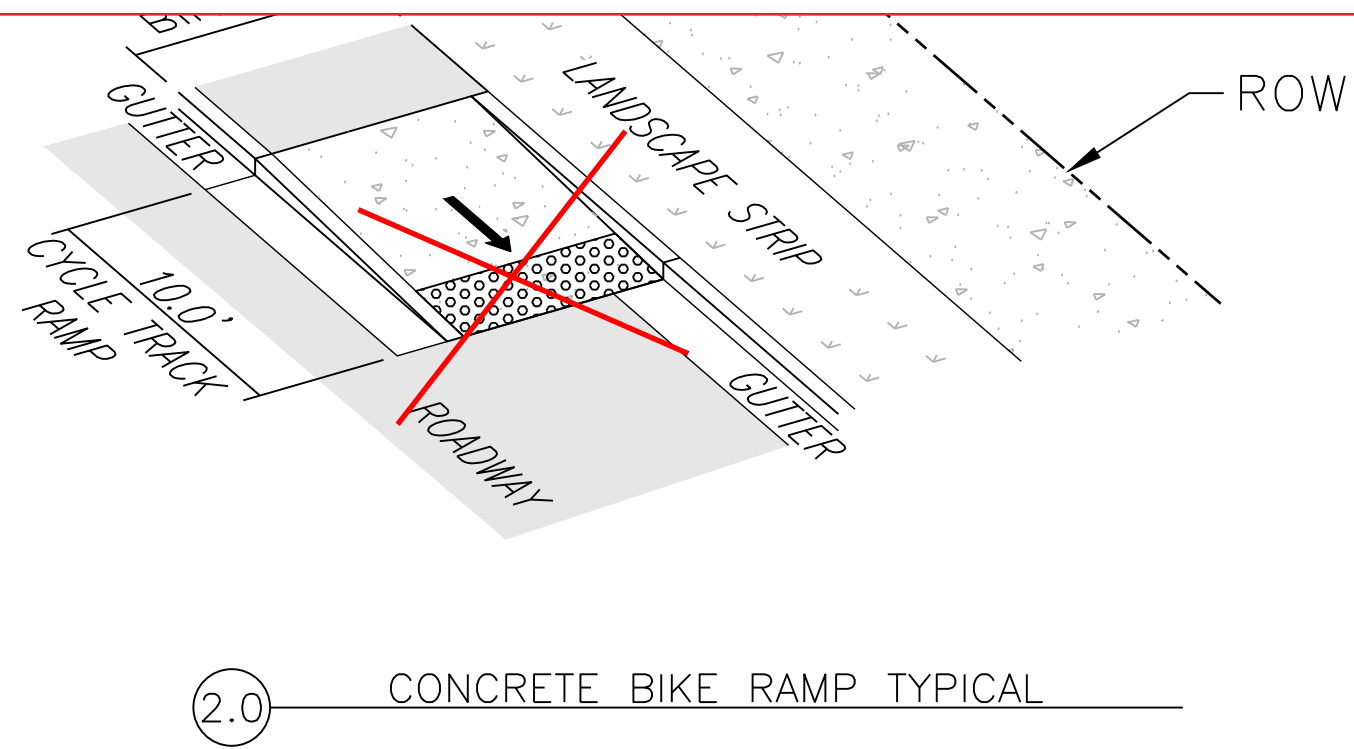 GUTTER
LANDSCAPE STRIP
ROW
CYCLE TRACK
RAMP
10.0'
GUTTER
ROADWAY
2.0
CONCRETE BIKE RAMP TYPICAL